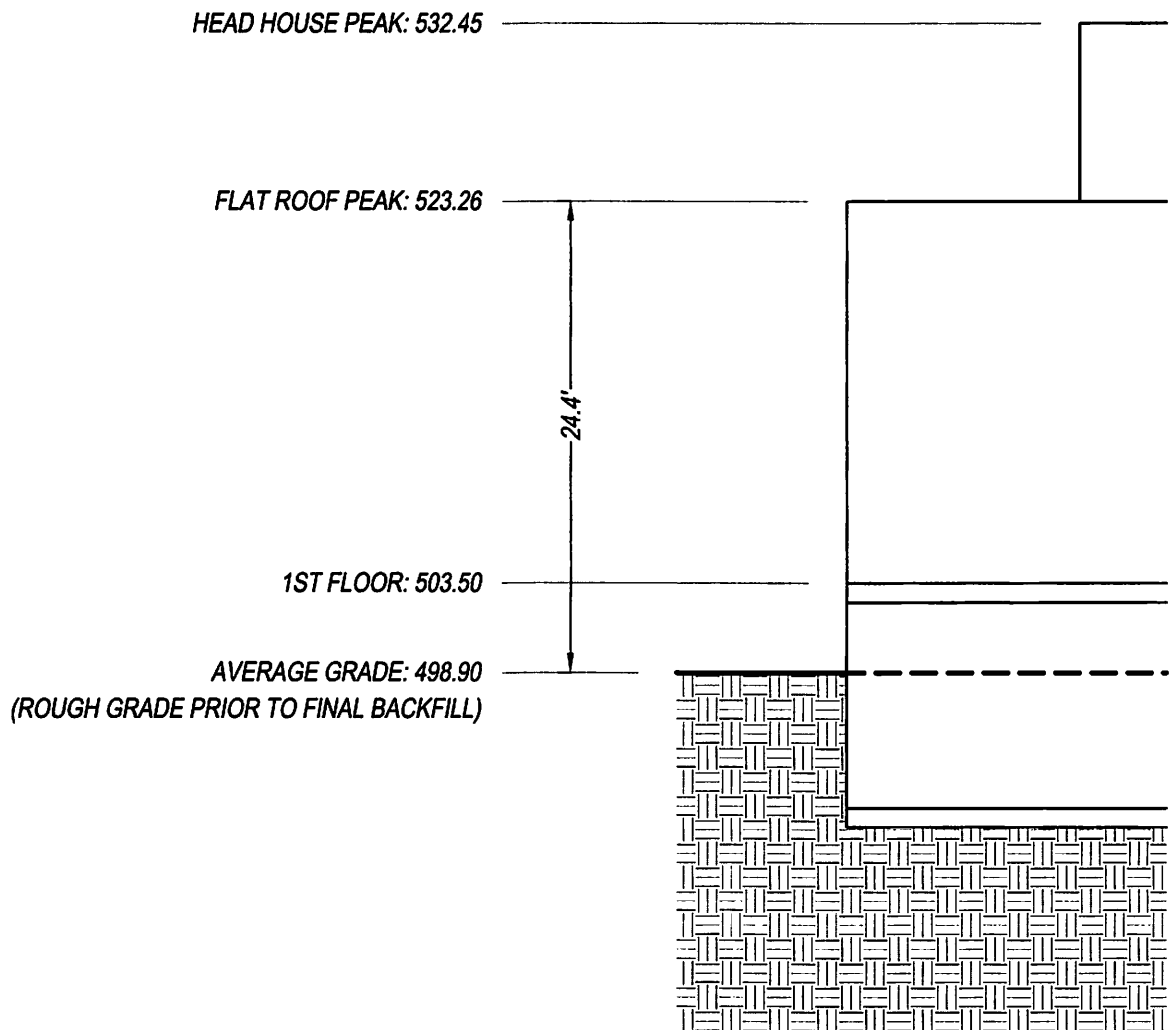 HEAD HOUSE PEAK: 532.45
FLAT ROOF PEAK: 523.26
24.4'
1ST FLOOR: 503.50
AVERAGE GRADE: 498.90
(ROUGH GRADE PRIOR TO FINAL BACKFILL)